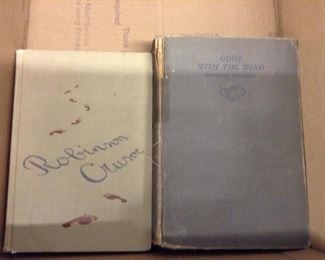 Robinson
Crusoe
GONE
WITH THE WIND
MARGARET MITCHELL